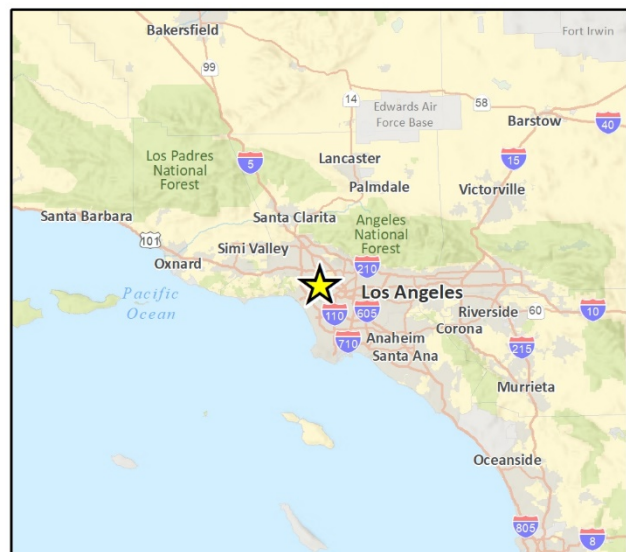 Bakersfield
Fort Irwin
99
14
58
Edwards Air
Force Base
Barstow
40
Los Padres
National
Forest
5
Lancaster
15
Palmdale
Victorville
Santa Barbara
Santa Clarita
Angeles
National
Forest
101
Simi Valley
Oxnard
210
Pacific
Ocean
Los Angeles
110
605
Riverside
60
10
Corona
Anaheim
710
Santa Ana
215
Murrieta
Oceanside
805
8